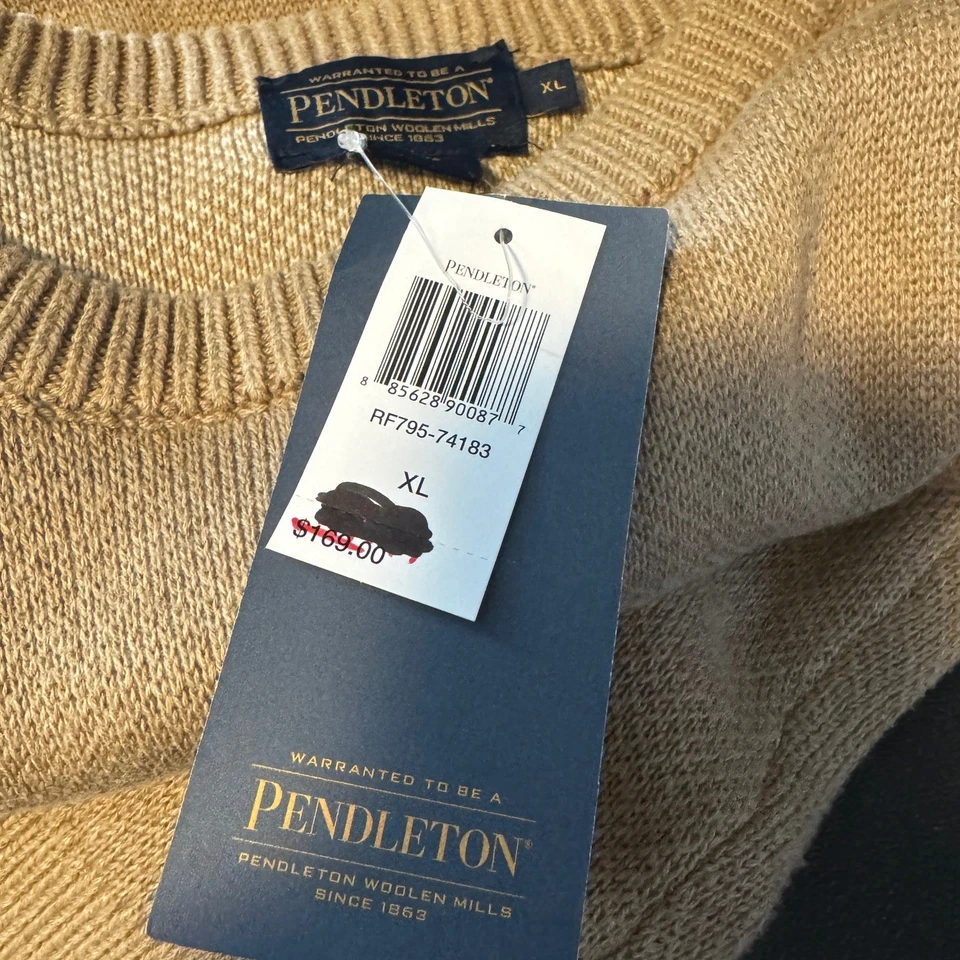 WARRANTED TO BE A
PENDLETON®
PENDLETON WOOLEN MILLS
SINCE 1863
XL
PENDLETON®
8 85628 90087 7
RF795-74183
XL
$169.00
WARRANTED TO BE A
PENDLETON®
PENDLETON WOOLEN MILLS
SINCE 1863